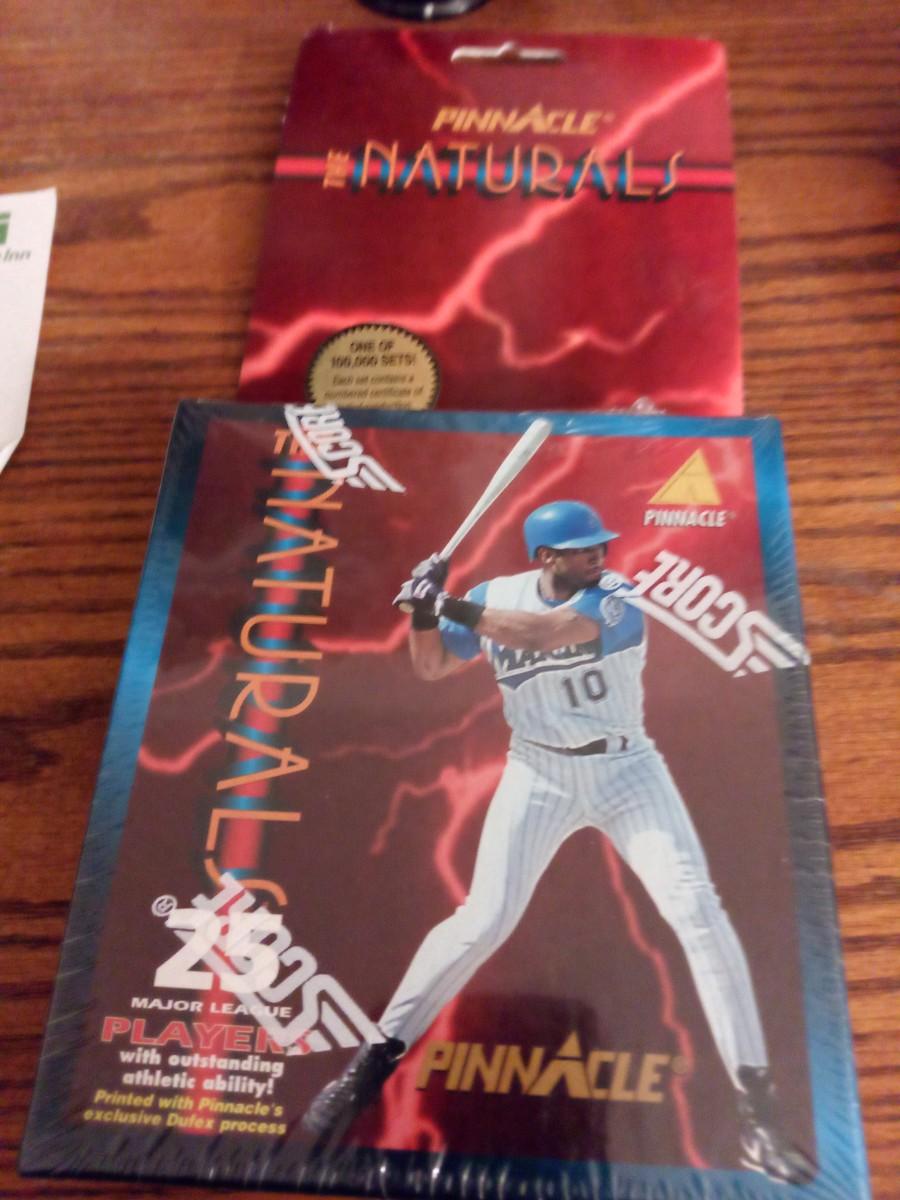 PINNACLE®
THE NATURALS
ONE OF
100,000 SETS!
Each set contains a
numbered certificate of
Inn
THE NATURALS
SCORE
PINNACLE®
SCORE
10
SCORE®
25
MAJOR LEAGUE
PLAYERS
with outstanding
athletic ability!
Printed with Pinnacle's
exclusive Dufex process
PINNACLE®